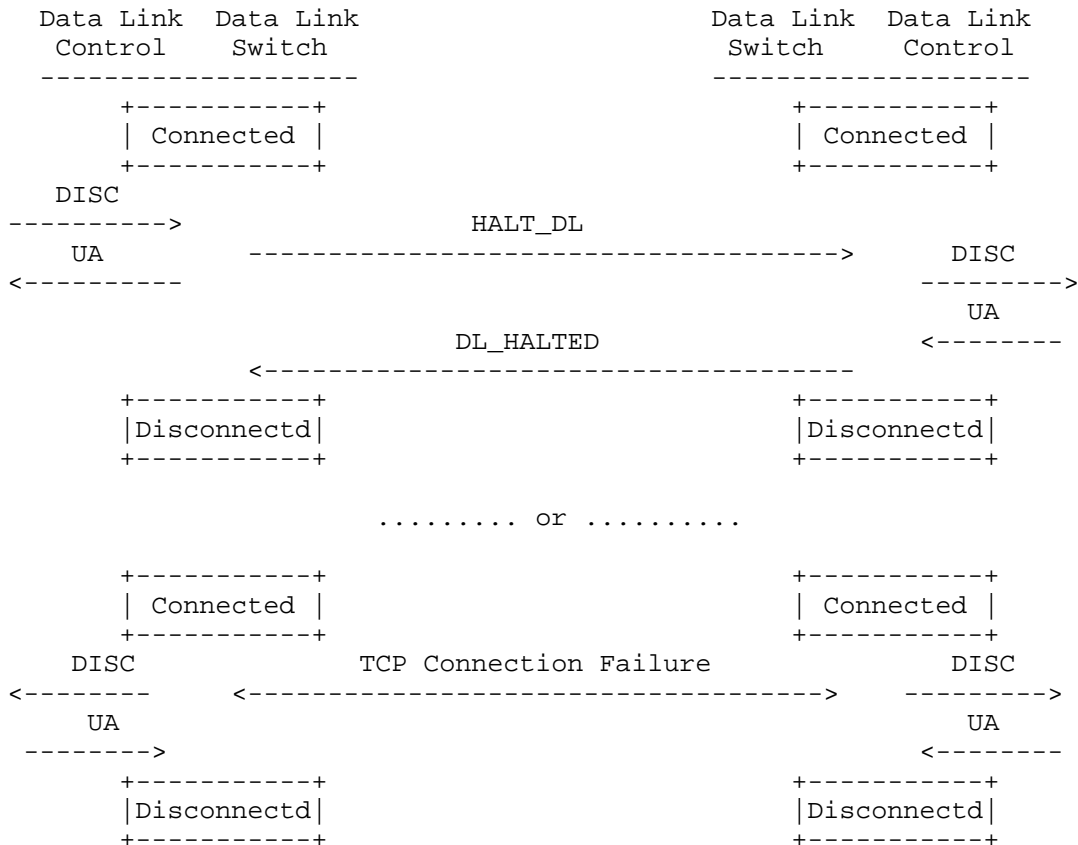 Data Link  Data Link                         Data Link  Data Link
Control    Switch                            Switch     Control
---------------------                        ---------------------
+-----------+                              +-----------+
| Connected |                              | Connected |
+-----------+                              +-----------+
DISC
---------->                   HALT_DL
UA         ------------------------------------->      DISC
<-----------                                              --------->
UA
DL_HALTED                    <--------
<-------------------------------------
+-----------+                              +-----------+
|Disconnectd|                              |Disconnectd|
+-----------+                              +-----------+
......... or ..........
+-----------+                              +-----------+
| Connected |                              | Connected |
+-----------+                              +-----------+
DISC              TCP Connection Failure               DISC
<--------     <------------------------------------>    --------->
UA                                                      UA
-------->                                                <--------
+-----------+                              +-----------+
|Disconnectd|                              |Disconnectd|
+-----------+                              +-----------+